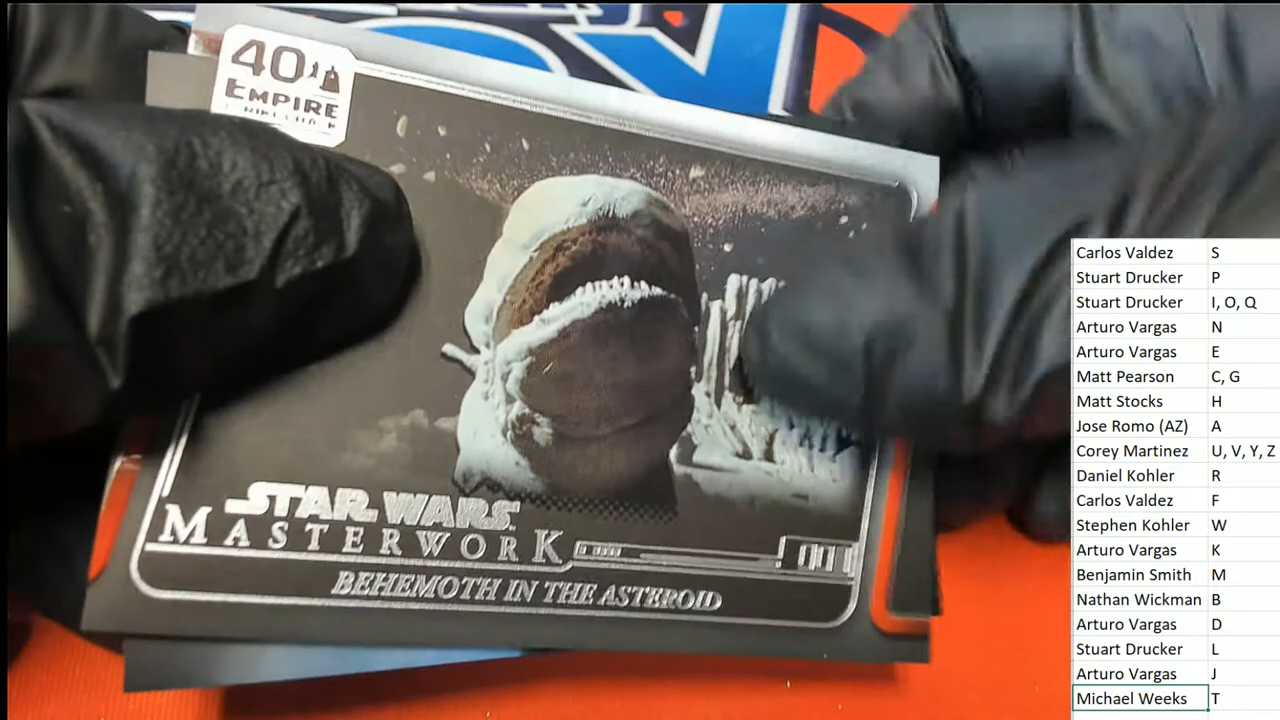 40
EMPIRE
STAR WARS
MASTERWORK
BEHEMOTH IN THE ASTEROID
Carlos Valdez S
Stuart Drucker P
Stuart Drucker I, O, Q
Arturo Vargas N
Arturo Vargas E
Matt Pearson C, G
Matt Stocks H
Jose Romo (AZ) A
Corey Martinez U, V, Y, Z
Daniel Kohler R
Carlos Valdez F
Stephen Kohler W
Arturo Vargas K
Benjamin Smith M
Nathan Wickman B
Arturo Vargas D
Stuart Drucker L
Arturo Vargas J
Michael Weeks T